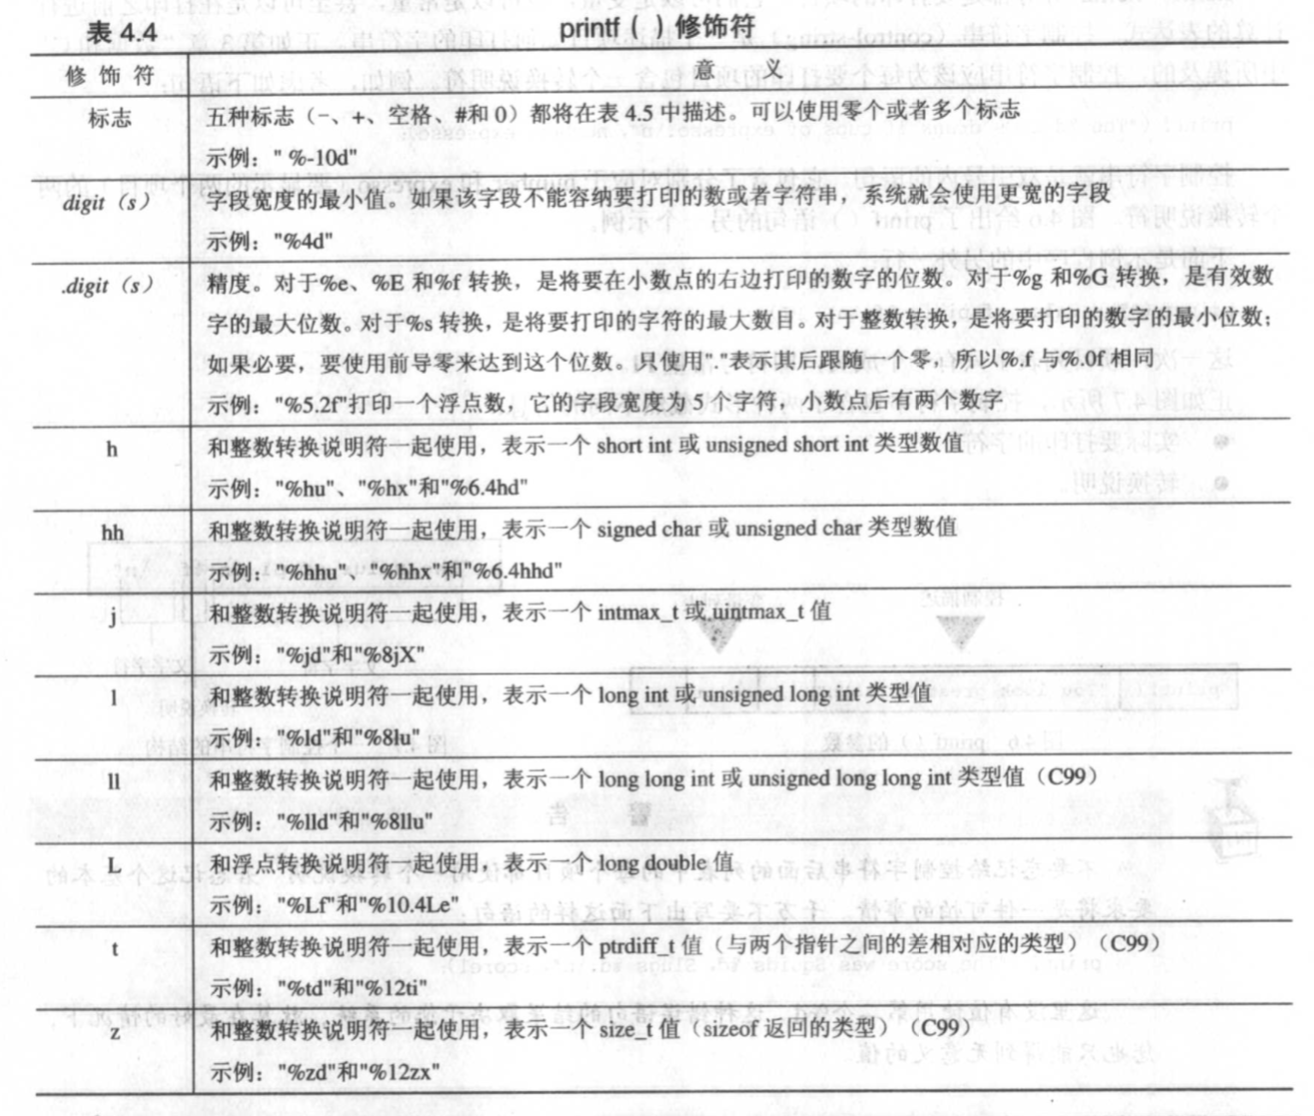 表 4.4
printf（ ）修饰符
修 饰 符
意 义
标志
五种标志（-、+、空格、#和 0）都将在表 4.5 中描述。可以使用零个或者多个标志
示例：" %-10d"
digit（s）
字段宽度的最小值。如果该字段不能容纳要打印的数或者字符串，系统就会使用更宽的字段
示例："%4d"
.digit（s）
精度。对于%e、%E 和%f 转换，是将要在小数点的右边打印的数字的位数。对于%g 和%G 转换，是有效数
字的最大位数。对于%s 转换，是将要打印的字符的最大数目。对于整数转换，是将要打印的数字的最小位数；
如果必要，要使用前导零来达到这个位数。只使用"."表示其后跟随一个零，所以%.f 与%.0f 相同
示例："%5.2f"打印一个浮点数，它的字段宽度为 5 个字符，小数点后有两个数字
h
和整数转换说明符一起使用，表示一个 short int 或 unsigned short int 类型数值
示例："%hu"、"%hx"和"%6.4hd"
hh
和整数转换说明符一起使用，表示一个 signed char 或 unsigned char 类型数值
示例："%hhu"、"%hhx"和"%6.4hhd"
j
和整数转换说明符一起使用，表示一个 intmax_t 或 uintmax_t 值
示例："%jd"和"%8jX"
l
和整数转换说明符一起使用，表示一个 long int 或 unsigned long int 类型值
示例："%ld"和"%8lu"
ll
和整数转换说明符一起使用，表示一个 long long int 或 unsigned long long int 类型值（C99）
示例："%lld"和"%8llu"
L
和浮点转换说明符一起使用，表示一个 long double 值
示例："%Lf"和"%10.4Le"
t
和整数转换说明符一起使用，表示一个 ptrdiff_t 值（与两个指针之间的差相对应的类型）（C99）
示例："%td"和"%12ti"
z
和整数转换说明符一起使用，表示一个 size_t 值（sizeof 返回的类型）（C99）
示例："%zd"和"%12zx"